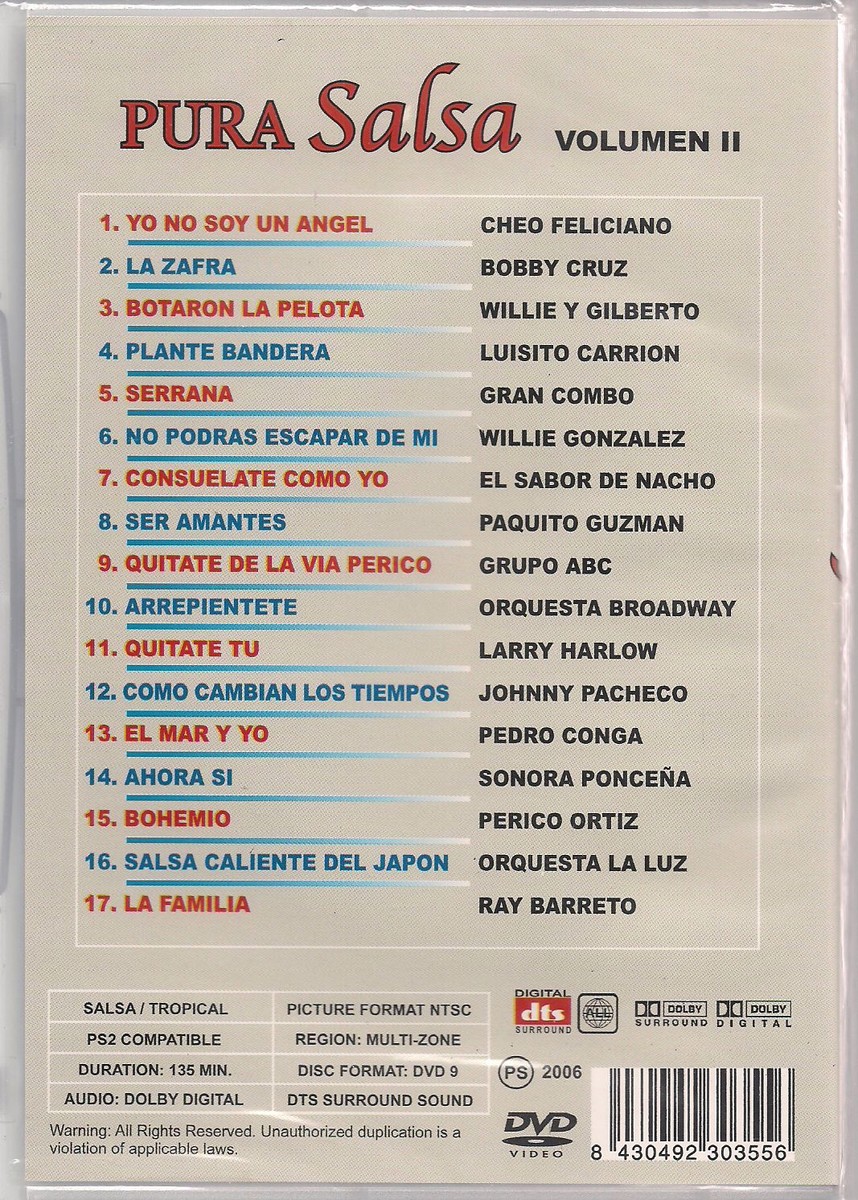 PURA Salsa VOLUMEN II
1. YO NO SOY UN ANGEL CHEO FELICIANO
2. LA ZAFRA BOBBY CRUZ
3. BOTARON LA PELOTA WILLIE Y GILBERTO
4. PLANTE BANDERA LUISITO CARRION
5. SERRANA GRAN COMBO
6. NO PODRAS ESCAPAR DE MI WILLIE GONZALEZ
7. CONSUELATE COMO YO EL SABOR DE NACHO
8. SER AMANTES PAQUITO GUZMAN
9. QUITATE DE LA VIA PERICO GRUPO ABC
10. ARREPIENTETE ORQUESTA BROADWAY
11. QUITATE TU LARRY HARLOW
12. COMO CAMBIAN LOS TIEMPOS JOHNNY PACHECO
13. EL MAR Y YO PEDRO CONGA
14. AHORA SI SONORA PONCEÑA
15. BOHEMIO PERICO ORTIZ
16. SALSA CALIENTE DEL JAPON ORQUESTA LA LUZ
17. LA FAMILIA RAY BARRETO
SALSA / TROPICAL PICTURE FORMAT NTSC
PS2 COMPATIBLE REGION: MULTI-ZONE
DURATION: 135 MIN. DISC FORMAT: DVD 9
AUDIO: DOLBY DIGITAL DTS SURROUND SOUND
DIGITAL
dts
SURROUND
ALL
DOLBY
SURROUND
DOLBY
DIGITAL
PS 2006
DVD
VIDEO
8 430492 303556
Warning: All Rights Reserved. Unauthorized duplication is a
violation of applicable laws.